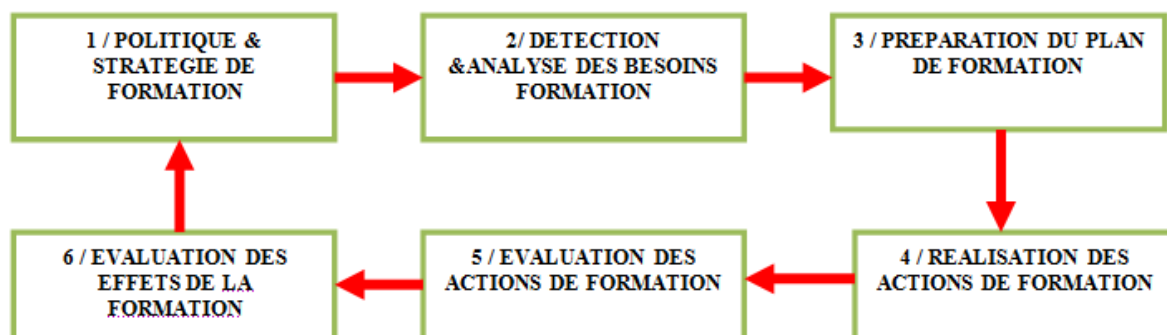 1 / POLITIQUE &
STRATEGIE DE
FORMATION
2/ DETECTION
&ANALYSE DES BESOINS
FORMATION
3 / PREPARATION DU PLAN
DE FORMATION
4 / REALISATION DES
ACTIONS DE FORMATION
5 / EVALUATION DES
ACTIONS DE FORMATION
6 / EVALUATION DES
EFFETS DE LA
FORMATION